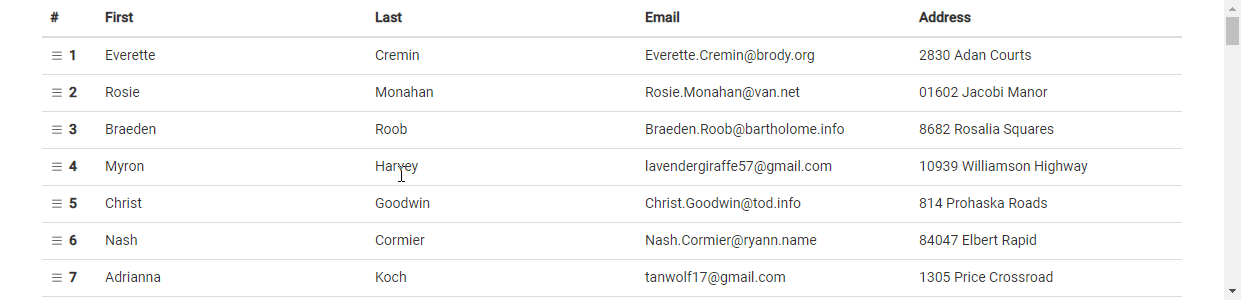 # First Last Email Address
1 Everette Cremin Everette.Cremin@brody.org 2830 Adan Courts
2 Rosie Monahan Rosie.Monahan@van.net 01602 Jacobi Manor
3 Braeden Roob Braeden.Roob@bartholome.info 8682 Rosalia Squares
4 Myron Harvey lavendergiraffe57@gmail.com 10939 Williamson Highway
5 Christ Goodwin Christ.Goodwin@tod.info 814 Prohaska Roads
6 Nash Cormier Nash.Cormier@ryann.name 84047 Elbert Rapid
7 Adrianna Koch tanwolf17@gmail.com 1305 Price Crossroad